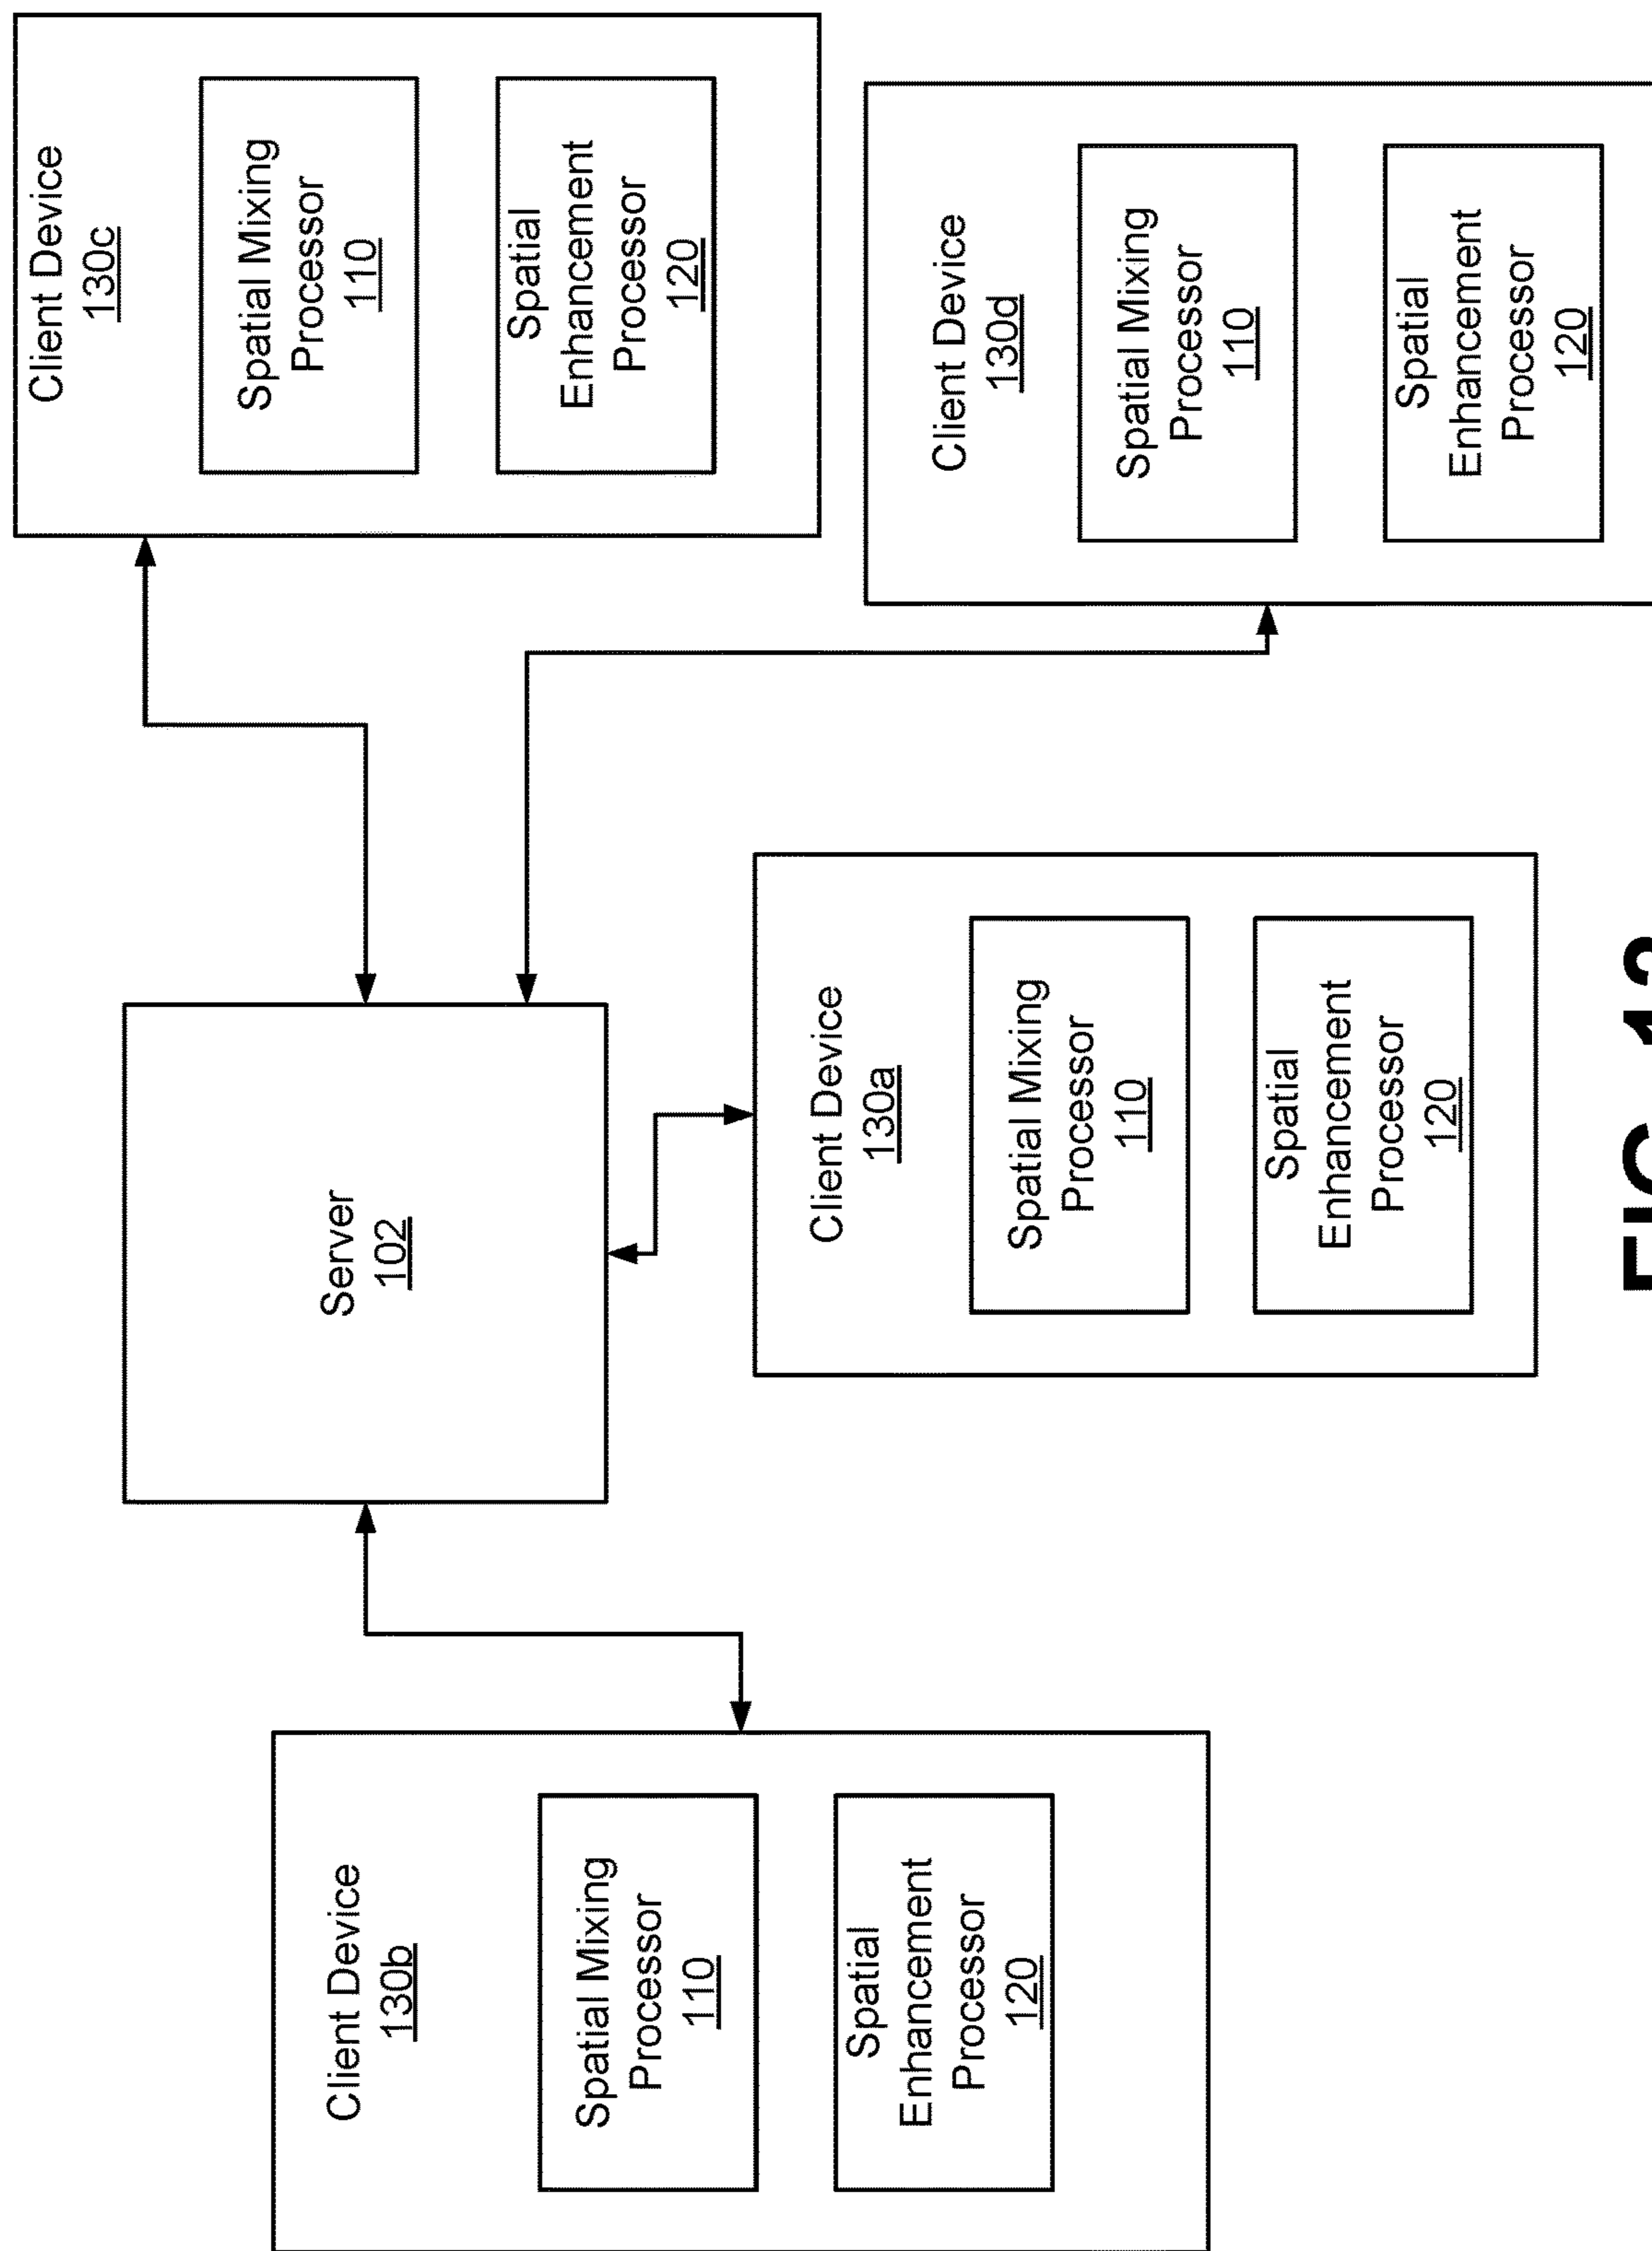 Client Device
130b
Spatial Mixing
Processor
110
Spatial
Enhancement
Processor
120
Server
102
Client Device
130a
Spatial Mixing
Processor
110
Spatial
Enhancement
Processor
120
Client Device
130c
Spatial Mixing
Processor
110
Spatial
Enhancement
Processor
120
Client Device
130d
Spatial Mixing
Processor
110
Spatial
Enhancement
Processor
120
FIG.